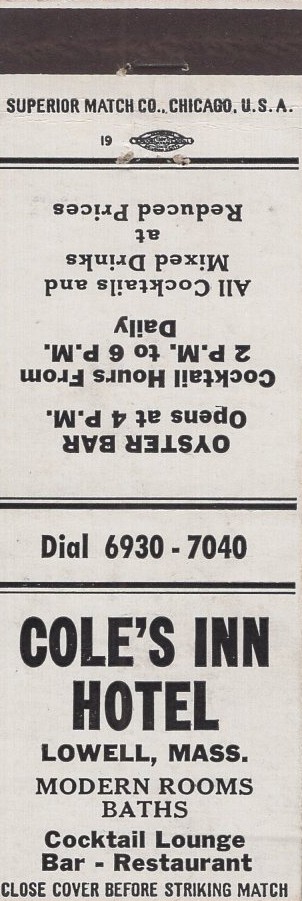 SUPERIOR MATCH CO., CHICAGO, U.S.A.
19
OYSTER BAR
Opens at 4 P.M.
Cocktail Hours From
2 P.M. to 6 P.M.
Daily
All Cocktails and
Mixed Drinks
at
Reduced Prices
Dial 6930 - 7040
COLE'S INN
HOTEL
LOWELL, MASS.
MODERN ROOMS
BATHS
Cocktail Lounge
Bar - Restaurant
CLOSE COVER BEFORE STRIKING MATCH